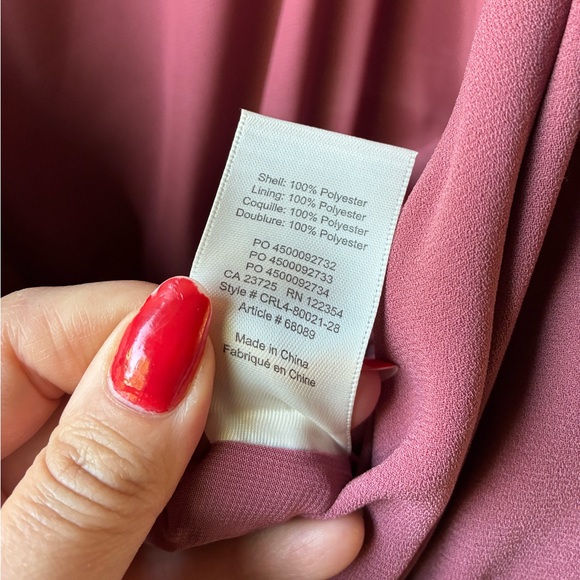 Shell: 100% Polyester
Lining: 100% Polyester
Coquille: 100% Polyester
Doublure: 100% Polyester
PO 4500092732
PO 4500092733
PO 4500092734
CA 23725 RN 122354
Style # CRL4-80021-28
Article # 68089
Made in China
Fabriqué en Chine